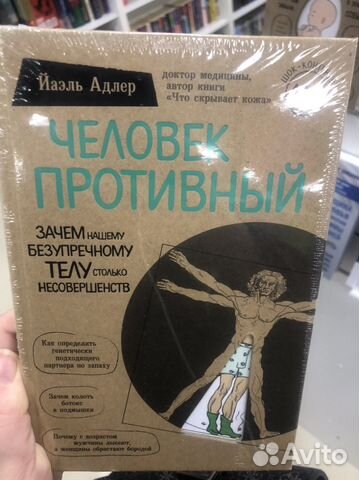 Йаэль Адлер
доктор медицины,
автор книги
«Что скрывает кожа»
ЧЕЛОВЕК
ПРОТИВНЫЙ
ЗАЧЕМ НАШЕМУ
БЕЗУПРЕЧНОМУ
ТЕЛУ СТОЛЬКО
НЕСОВЕРШЕНСТВ
Как определить
генетически
подходящего
партнера по запаху
Зачем колоть
ботокс
в подмышки
Почему с возрастом
мужчины лысеют,
а женщины обрастают бородой
Avito